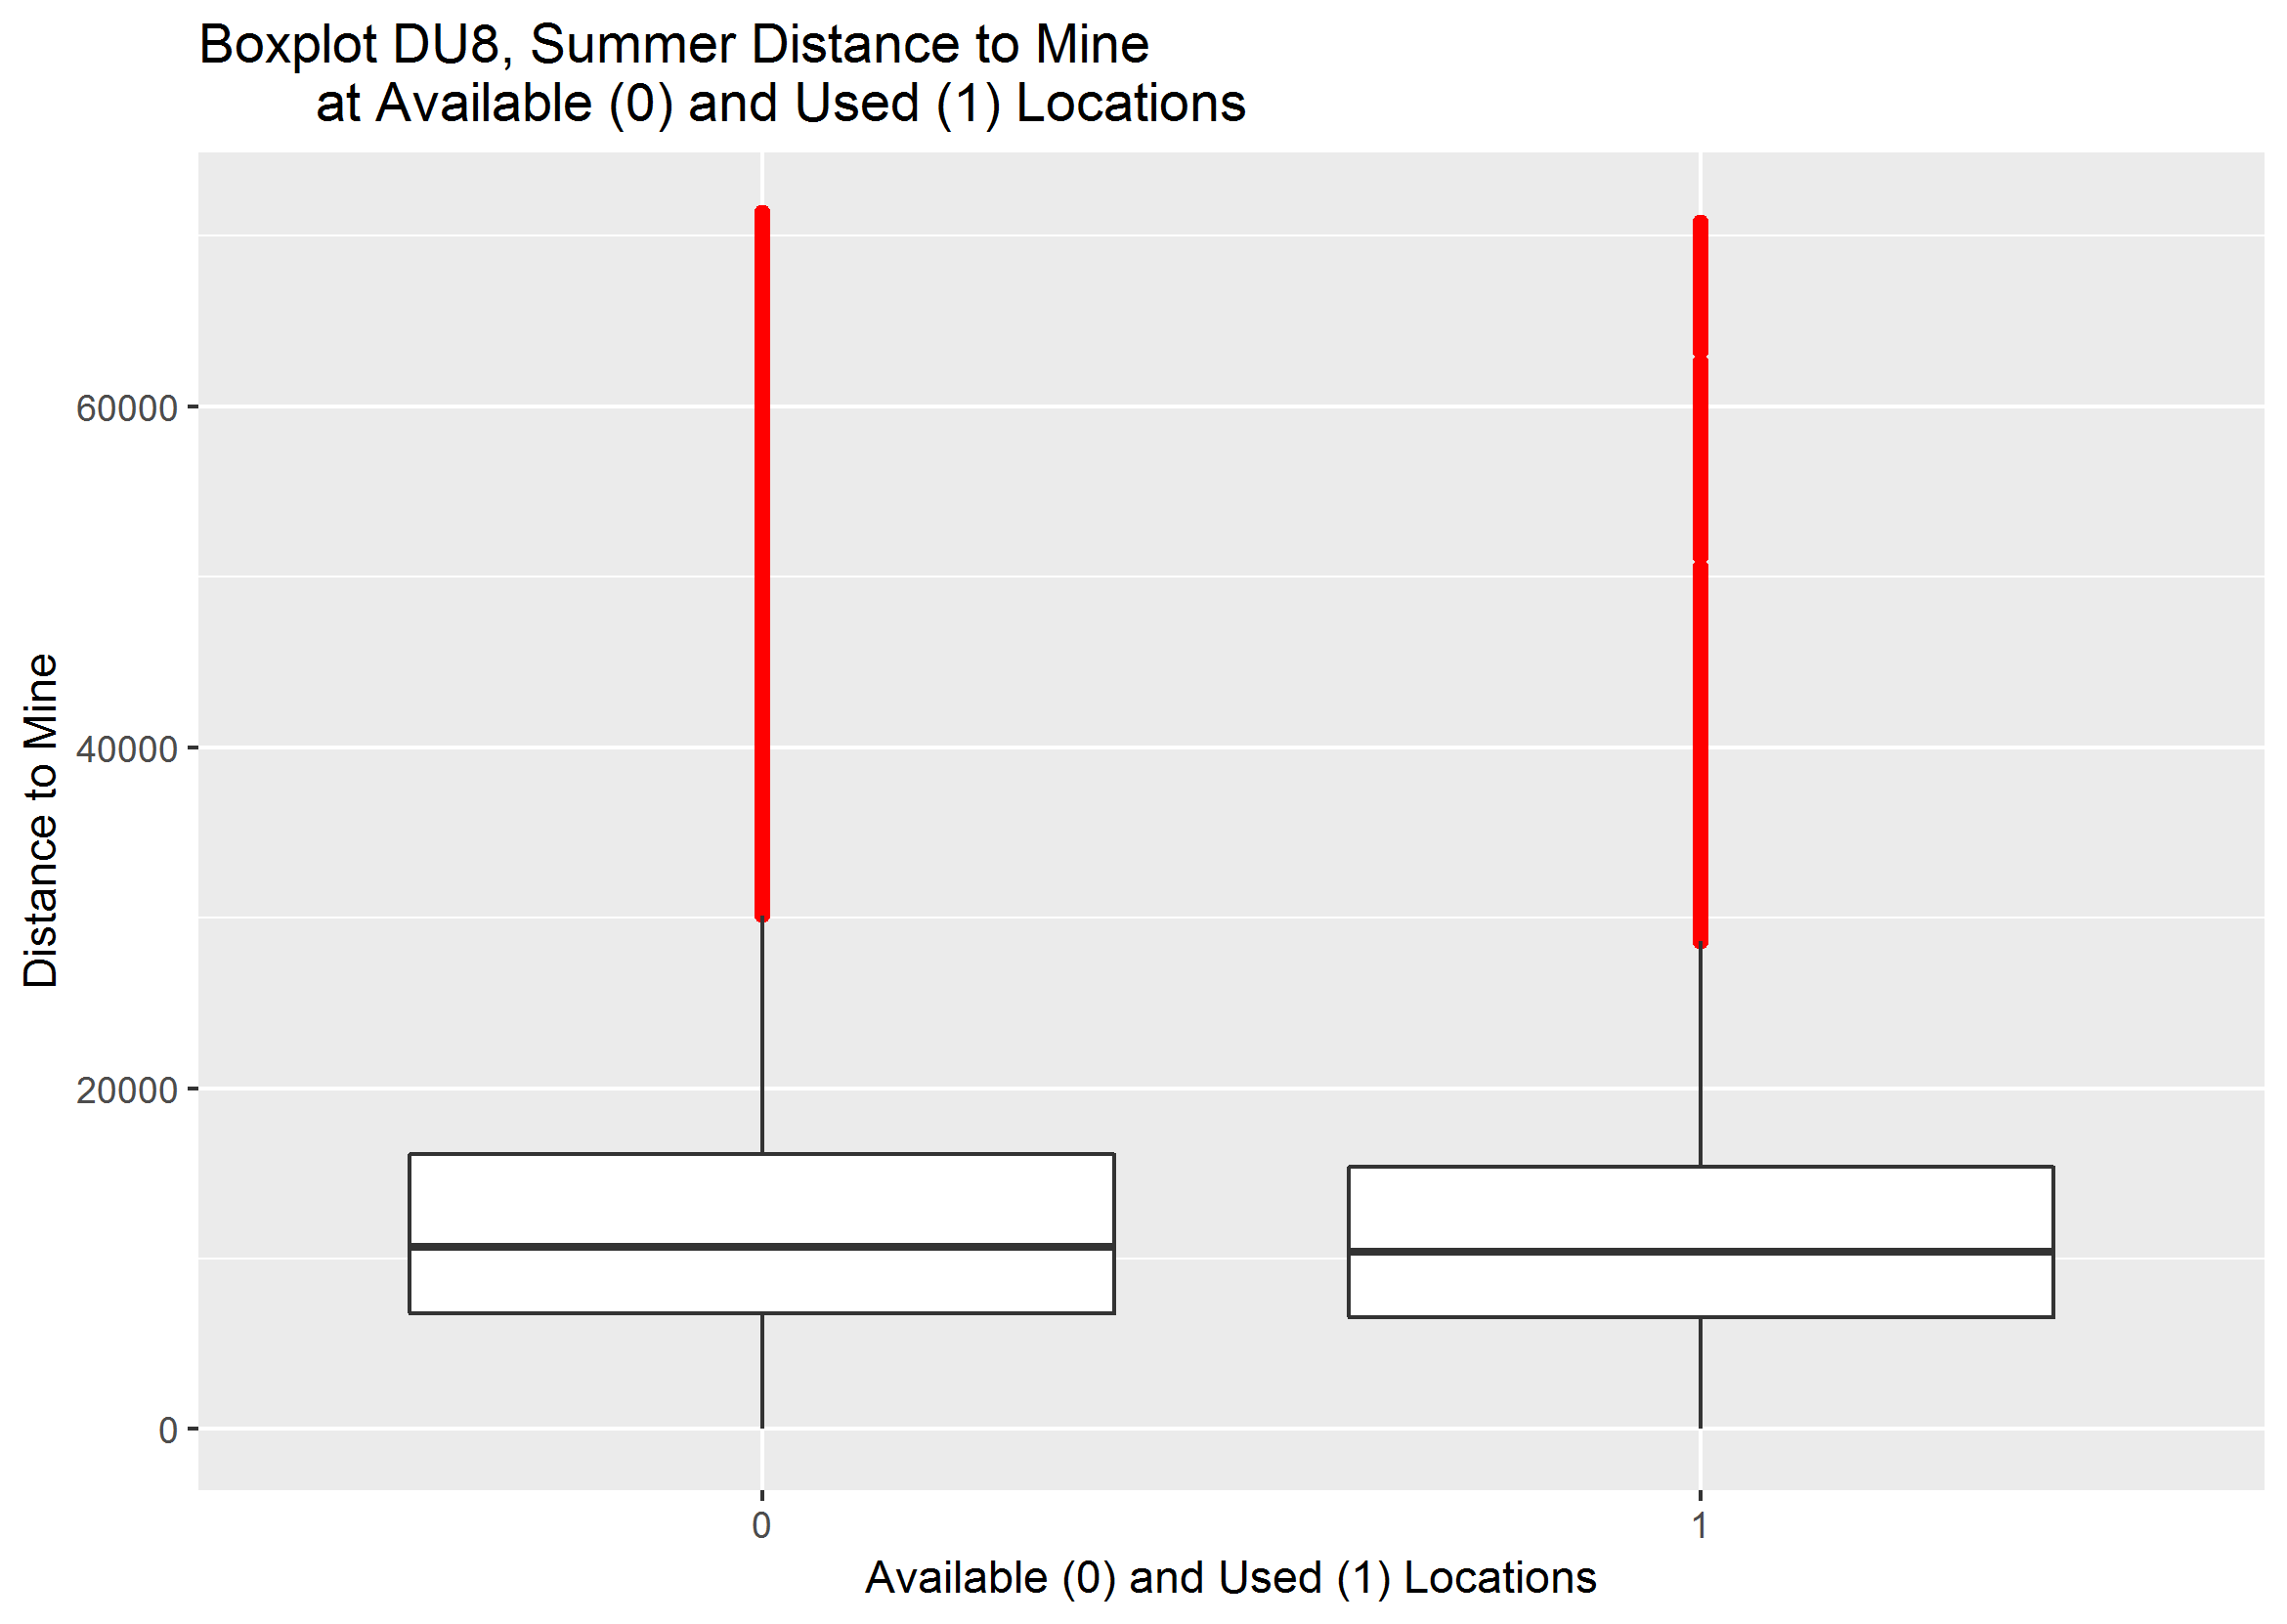 Boxplot DU8, Summer Distance to Mine
at Available (0) and Used (1) Locations
Distance to Mine
60000
40000
20000
0
0
1
Available (0) and Used (1) Locations